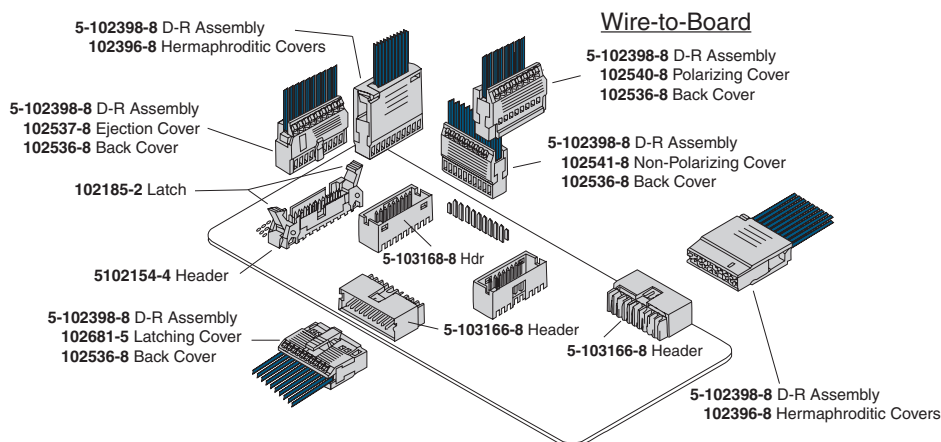 Wire-to-Board
5-102398-8 D-R Assembly
102396-8 Hermaphroditic Covers
5-102398-8 D-R Assembly
102540-8 Polarizing Cover
102536-8 Back Cover
5-102398-8 D-R Assembly
102537-8 Ejection Cover
102536-8 Back Cover
5-102398-8 D-R Assembly
102541-8 Non-Polarizing Cover
102536-8 Back Cover
102185-2 Latch
5-103168-8 Hdr
5102154-4 Header
5-102398-8 D-R Assembly
102681-5 Latching Cover
102536-8 Back Cover
5-103166-8 Header
5-103166-8 Header
5-102398-8 D-R Assembly
102396-8 Hermaphroditic Covers